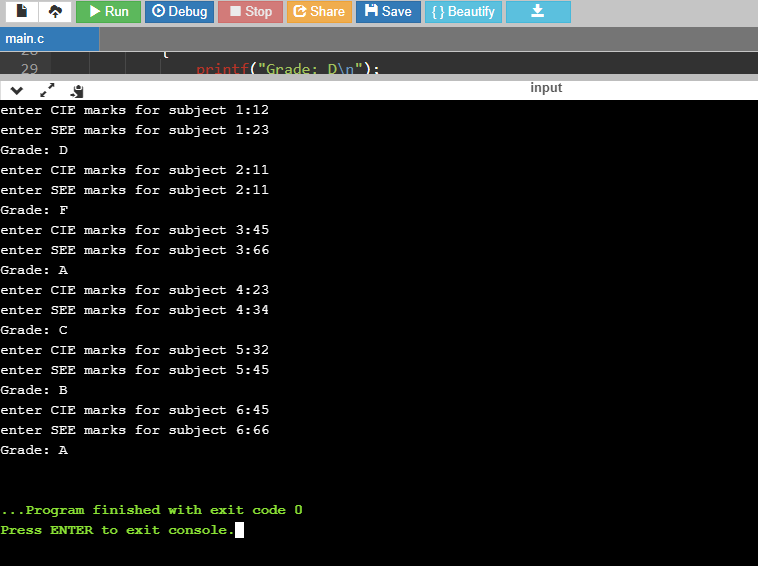 Run Debug Stop Share Save { } Beautify
main.c
28 {
29 printf("Grade: D\n");
input
enter CIE marks for subject 1:12
enter SEE marks for subject 1:23
Grade: D
enter CIE marks for subject 2:11
enter SEE marks for subject 2:11
Grade: F
enter CIE marks for subject 3:45
enter SEE marks for subject 3:66
Grade: A
enter CIE marks for subject 4:23
enter SEE marks for subject 4:34
Grade: C
enter CIE marks for subject 5:32
enter SEE marks for subject 5:45
Grade: B
enter CIE marks for subject 6:45
enter SEE marks for subject 6:66
Grade: A
...Program finished with exit code 0
Press ENTER to exit console.